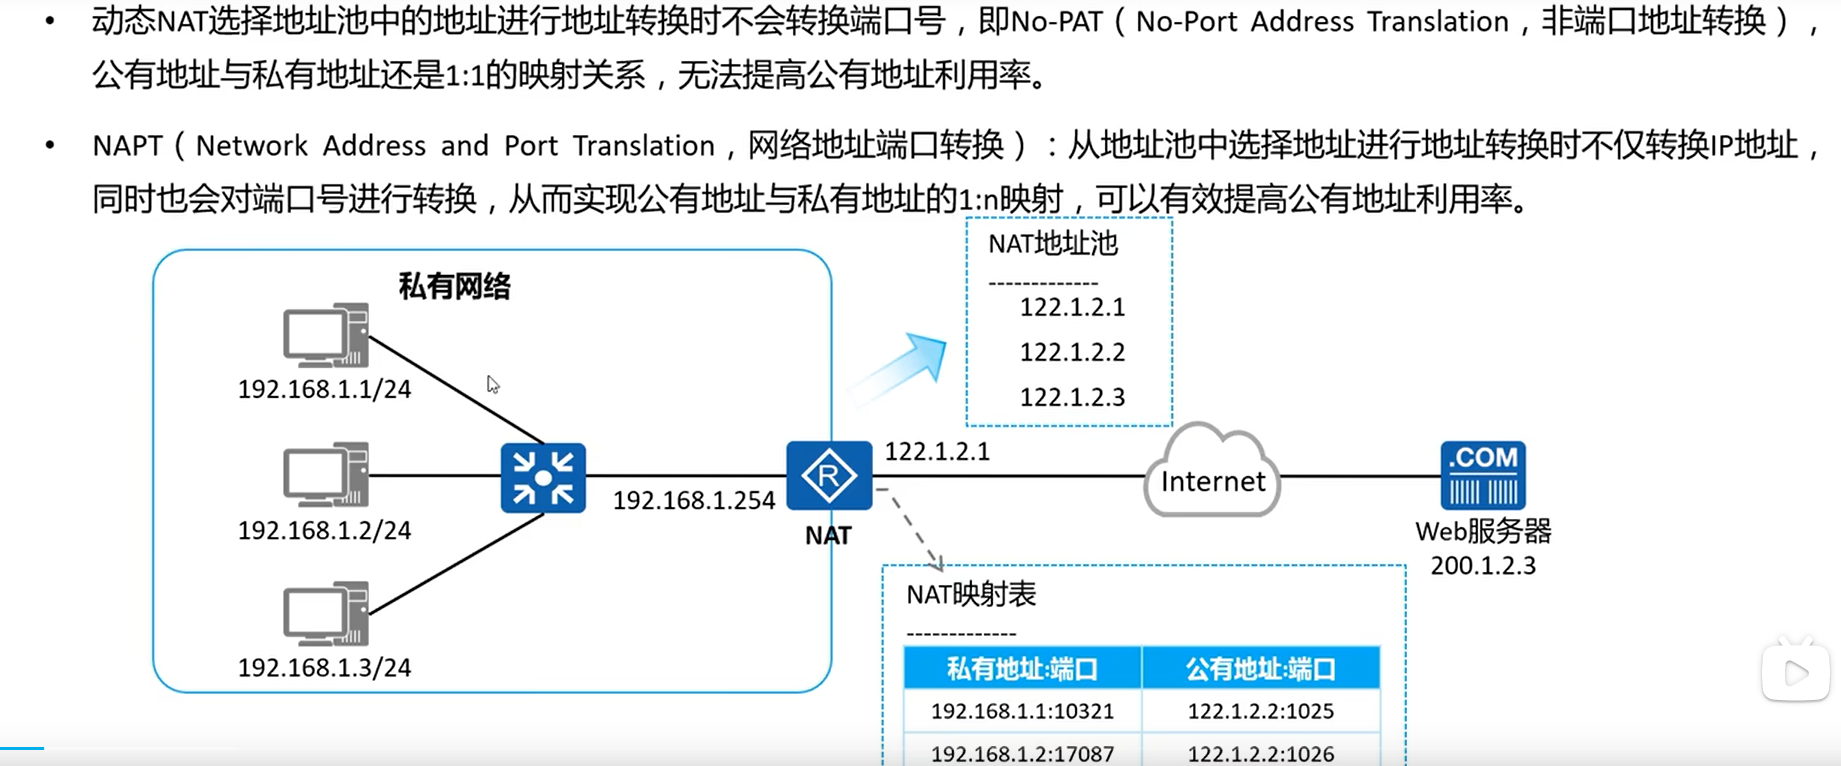 • 动态NAT选择地址池中的地址进行地址转换时不会转换端口号，即No-PAT（No-Port Address Translation，非端口地址转换），
公有地址与私有地址还是1:1的映射关系，无法提高公有地址利用率。
• NAPT（Network Address and Port Translation，网络地址端口转换）：从地址池中选择地址进行地址转换时不仅转换IP地址，
同时也会对端口号进行转换，从而实现公有地址与私有地址的1:n映射，可以有效提高公有地址利用率。
NAT地址池
-------------
122.1.2.1
122.1.2.2
122.1.2.3
私有网络
192.168.1.1/24
192.168.1.2/24
192.168.1.3/24
192.168.1.254
R
NAT
122.1.2.1
Internet
.COM
Web服务器
200.1.2.3
NAT映射表
-------------
私有地址:端口 公有地址:端口
192.168.1.1:10321 122.1.2.2:1025
192.168.1.2:17087 122.1.2.2:1026